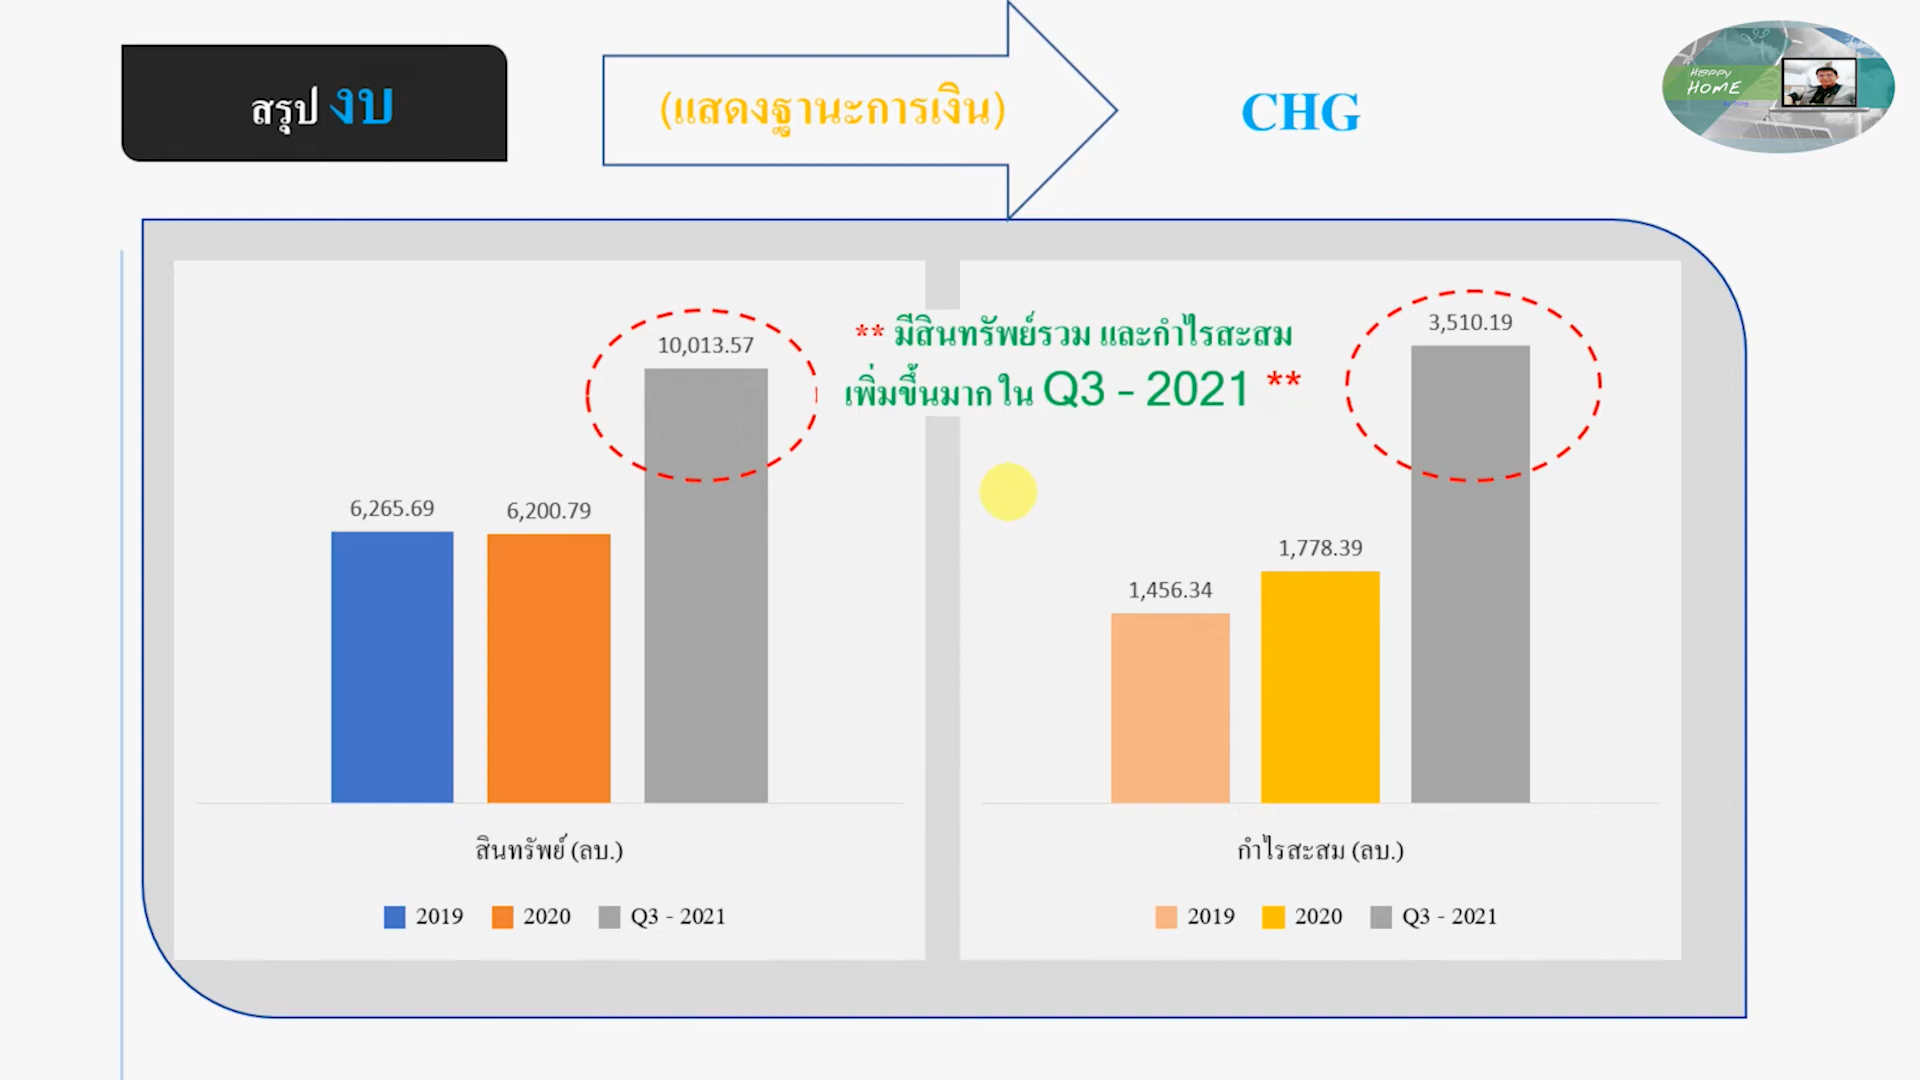 สรุป งบ
(แสดงฐานะการเงิน)
CHG
Happy
HOME
** มีสินทรัพย์รวม และกำไรสะสม
เพิ่มขึ้นมาก ใน Q3 - 2021 **
6,265.69
6,200.79
10,013.57
สินทรัพย์ (ลบ.)
2019 2020 Q3 - 2021
1,456.34
1,778.39
3,510.19
กำไรสะสม (ลบ.)
2019 2020 Q3 - 2021